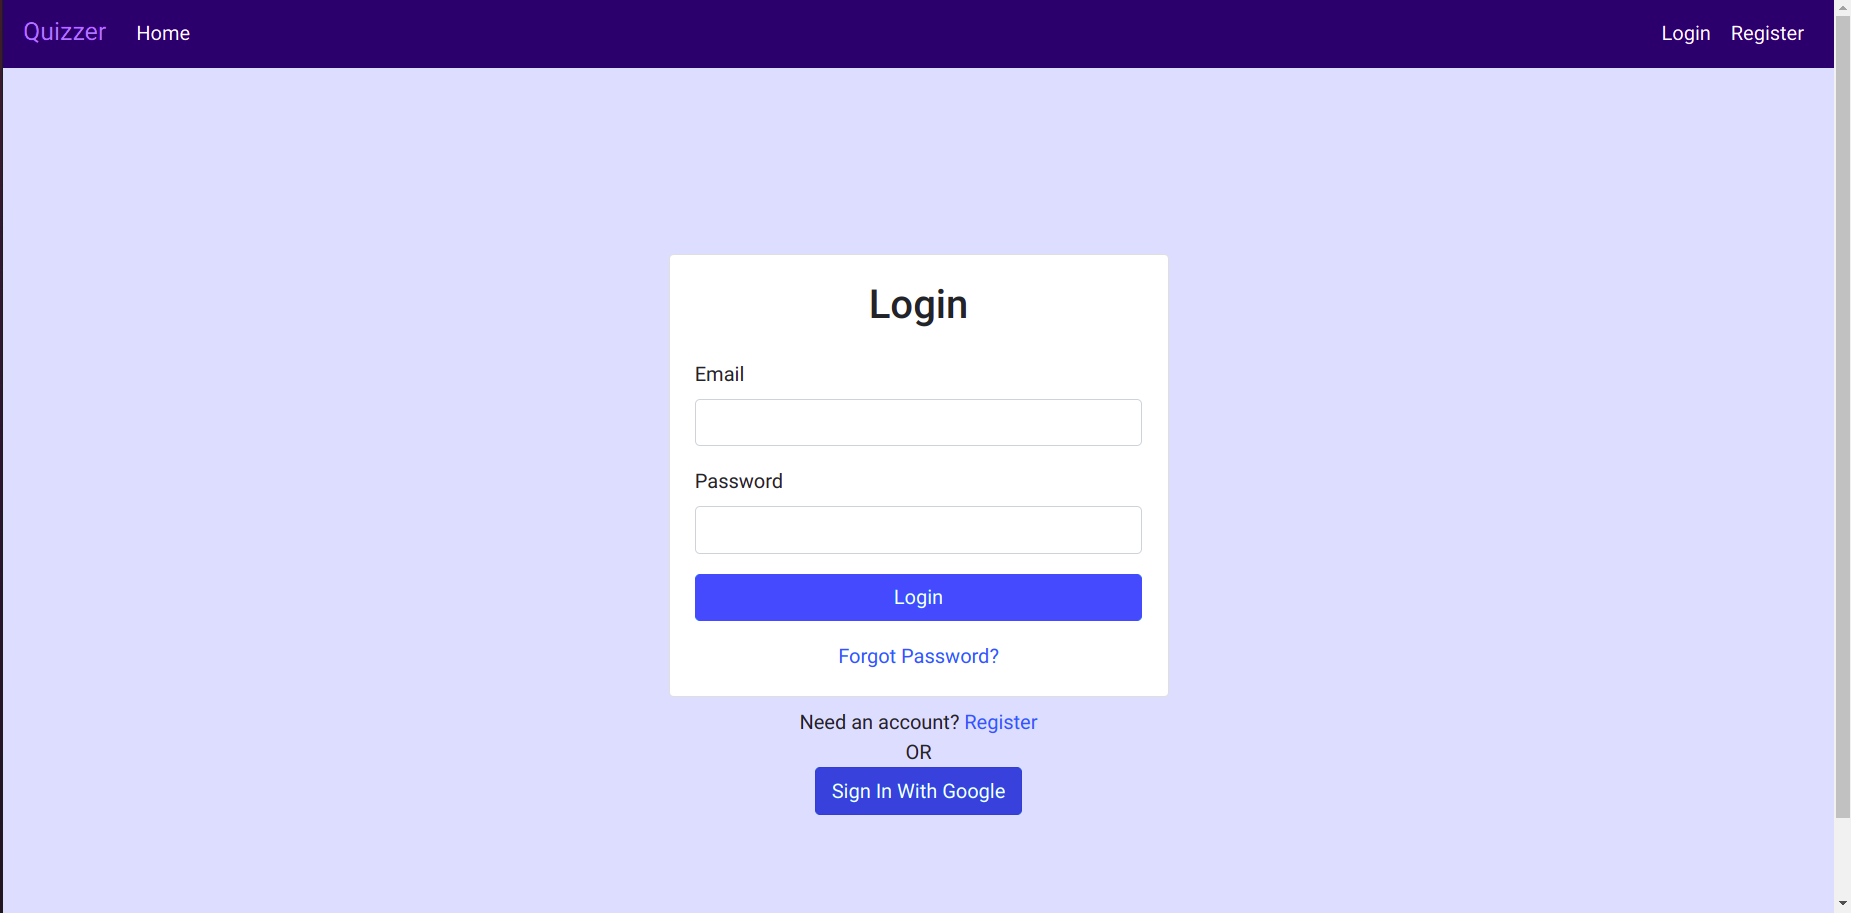 Quizzer Home Login Register
Login
Email
Password
Login
Forgot Password?
Need an account? Register
OR
Sign In With Google